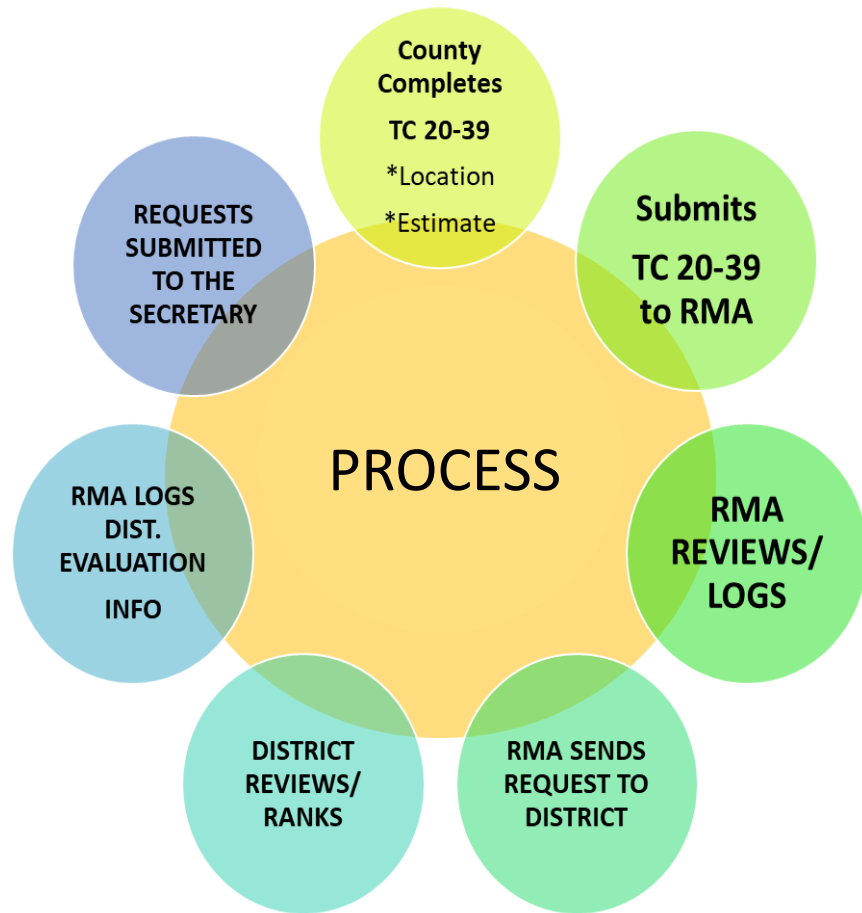 County
Completes
TC 20-39
*Location
*Estimate
Submits
TC 20-39
to RMA
RMA
REVIEWS/
LOGS
RMA SENDS
REQUEST TO
DISTRICT
DISTRICT
REVIEWS/
RANKS
RMA LOGS
DIST.
EVALUATION
INFO
REQUESTS
SUBMITTED
TO THE
SECRETARY
PROCESS